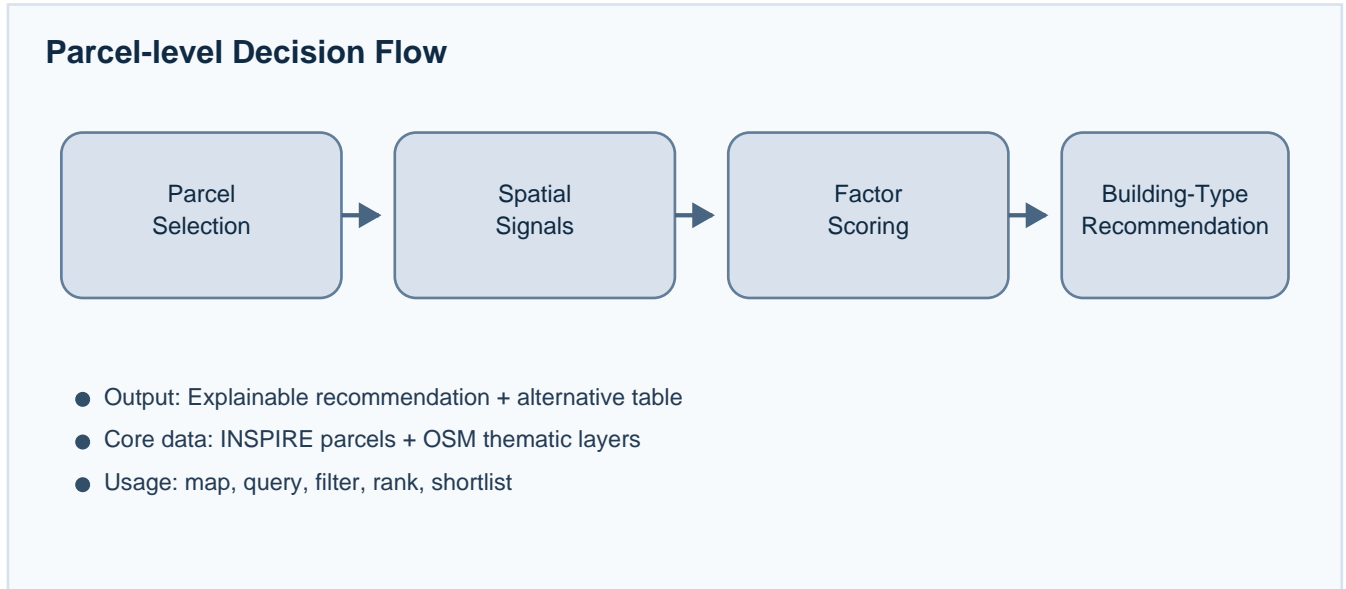 Parcel-level Decision Flow
Parcel
Selection
Spatial
Signals
Factor
Scoring
Building-Type
Recommendation
Output: Explainable recommendation + alternative table
Core data: INSPIRE parcels + OSM thematic layers
Usage: map, query, filter, rank, shortlist